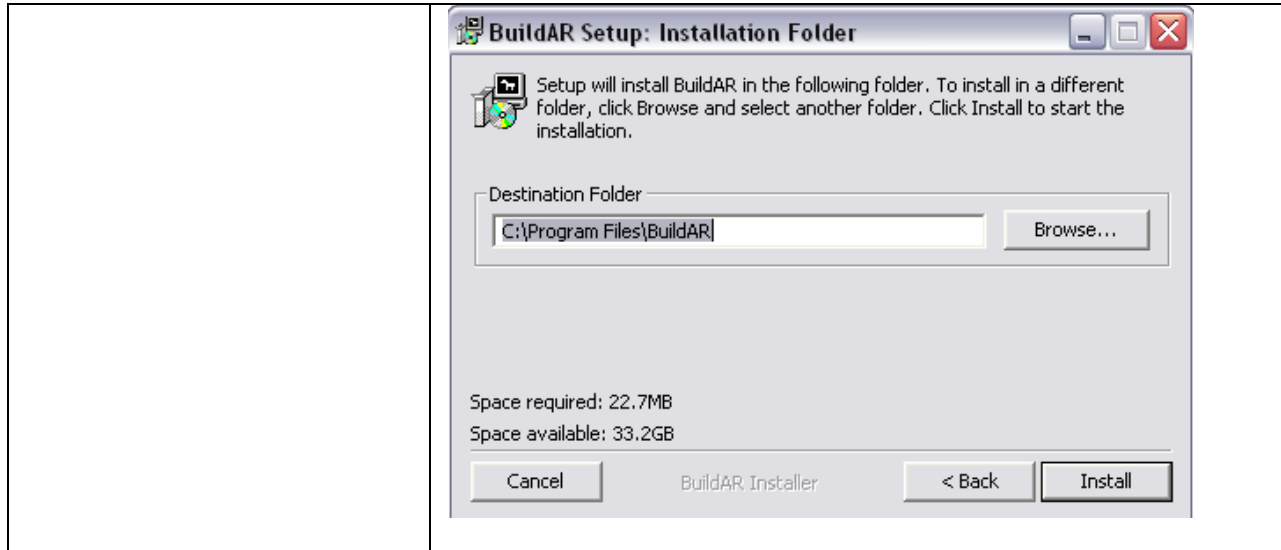 BuildAR Setup: Installation Folder
Setup will install BuildAR in the following folder. To install in a different
folder, click Browse and select another folder. Click Install to start the
installation.
Destination Folder
C:\Program Files\BuildAR
Browse...
Space required: 22.7MB
Space available: 33.2GB
Cancel
BuildAR Installer
< Back
Install